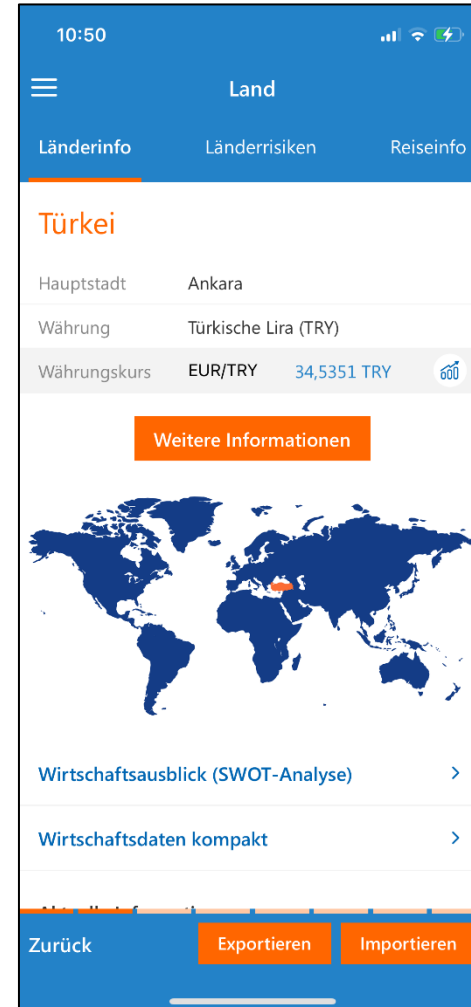 10:50
Land
Länderinfo Länderrisiken Reiseinfo
Türkei
Hauptstadt Ankara
Währung Türkische Lira (TRY)
Währungskurs EUR/TRY 34,5351 TRY
Weitere Informationen
Wirtschaftsausblick (SWOT-Analyse)
Wirtschaftsdaten kompakt
Zurück Exportieren Importieren